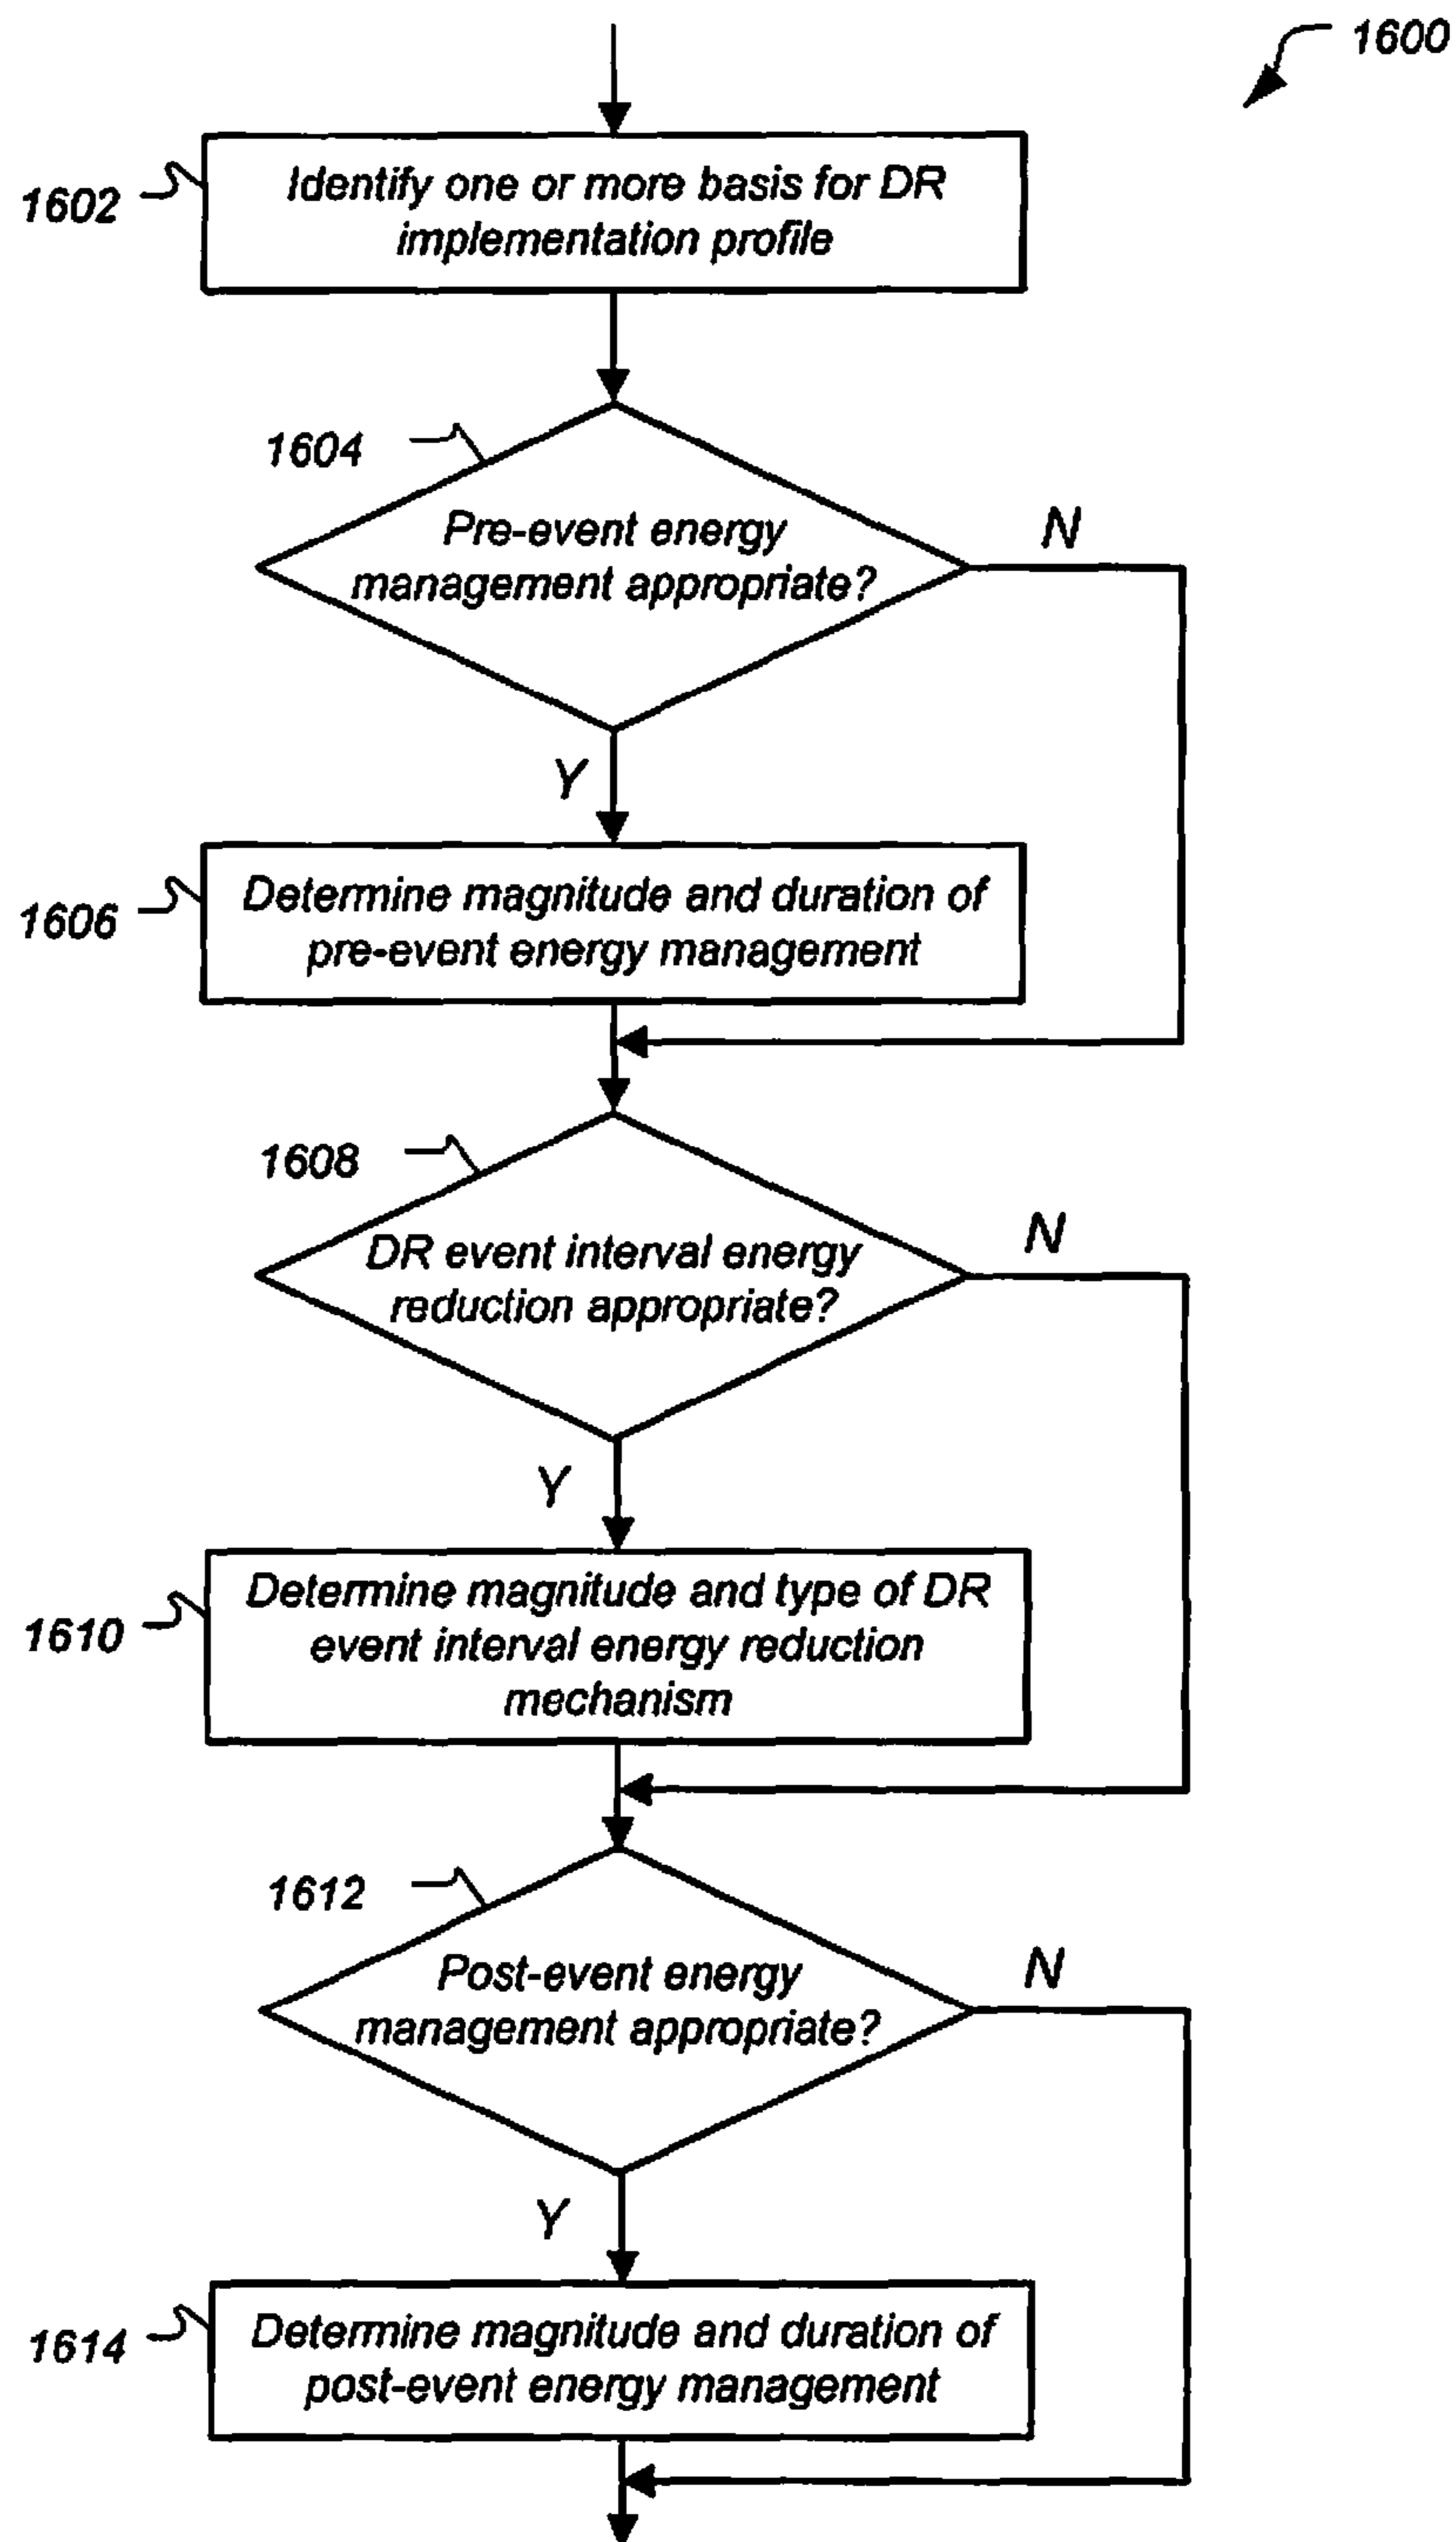 1600
1602
Identify one or more basis for DR
implementation profile
1604
Pre-event energy
management appropriate?
N
Y
1606
Determine magnitude and duration of
pre-event energy management
1608
DR event interval energy
reduction appropriate?
N
Y
1610
Determine magnitude and type of DR
event interval energy reduction
mechanism
1612
Post-event energy
management appropriate?
N
Y
1614
Determine magnitude and duration of
post-event energy management